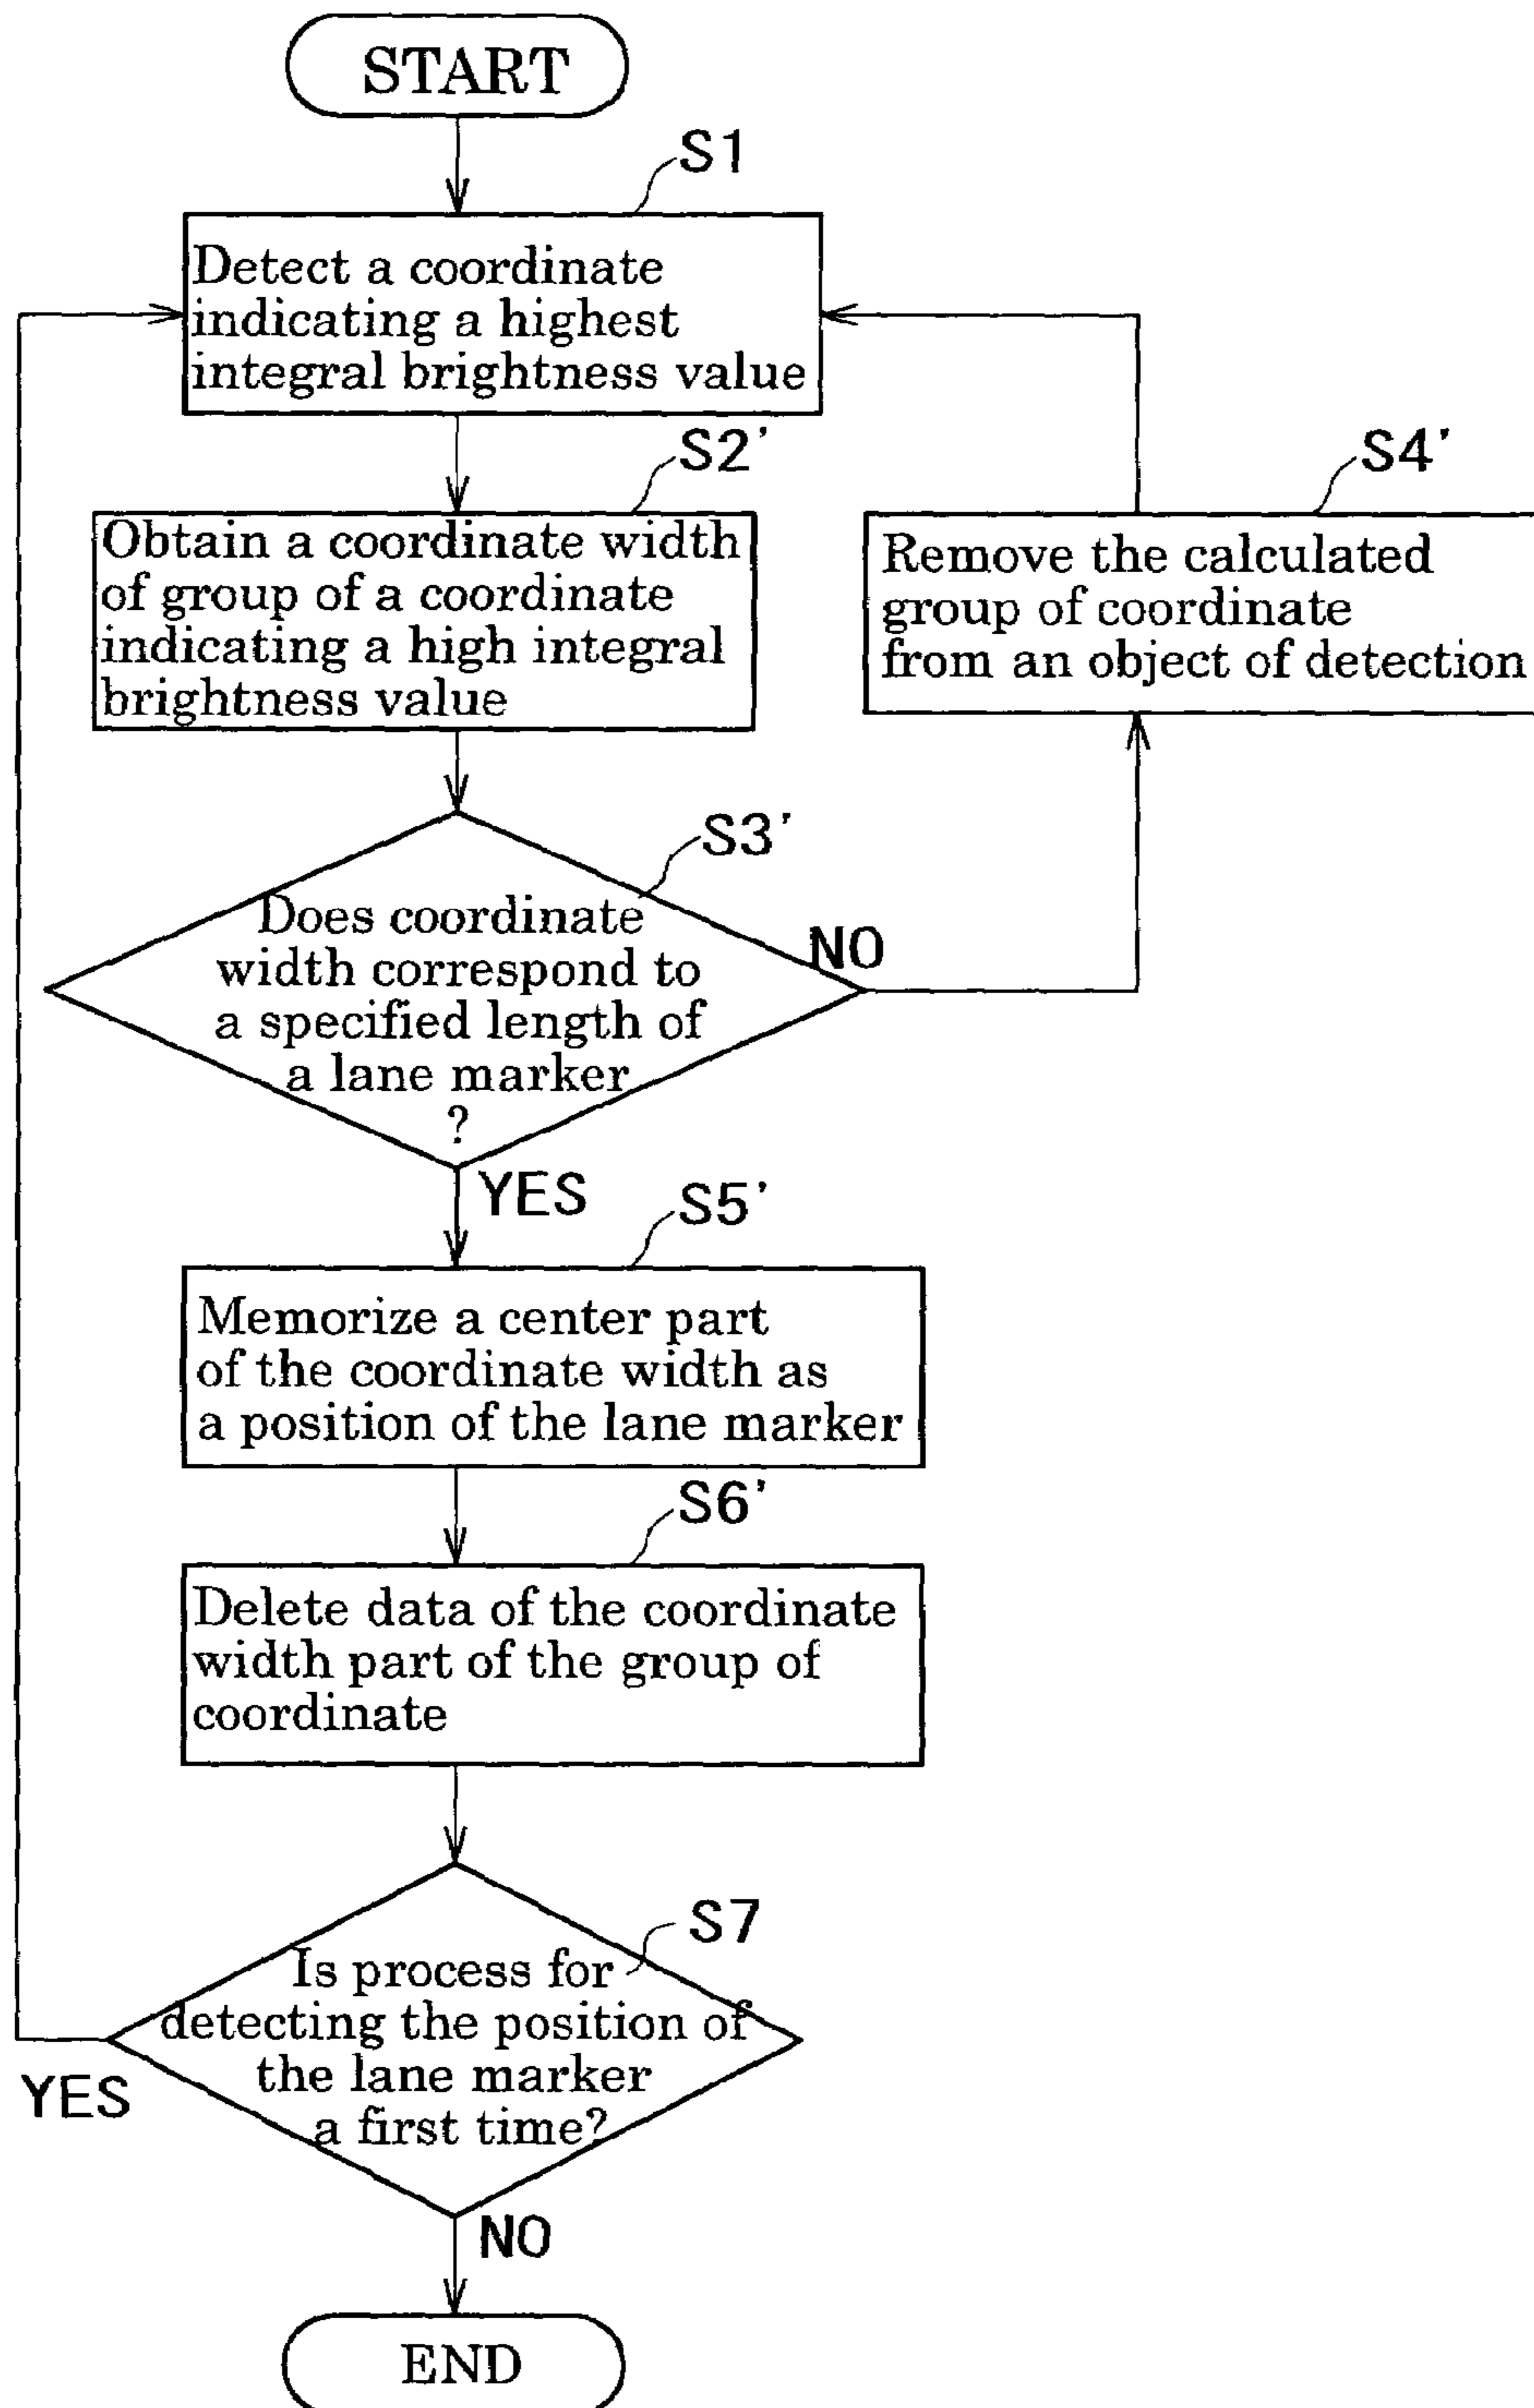 START
S1
Detect a coordinate
indicating a highest
integral brightness value
S2'
Obtain a coordinate width
of group of a coordinate
indicating a high integral
brightness value
S4'
Remove the calculated
group of coordinate
from an object of detection
S3'
Does coordinate
width correspond to
a specified length of
a lane marker
?
NO
YES
S5'
Memorize a center part
of the coordinate width as
a position of the lane marker
S6'
Delete data of the coordinate
width part of the group of
coordinate
S7
Is process for
detecting the position of
the lane marker
a first time?
YES
NO
END